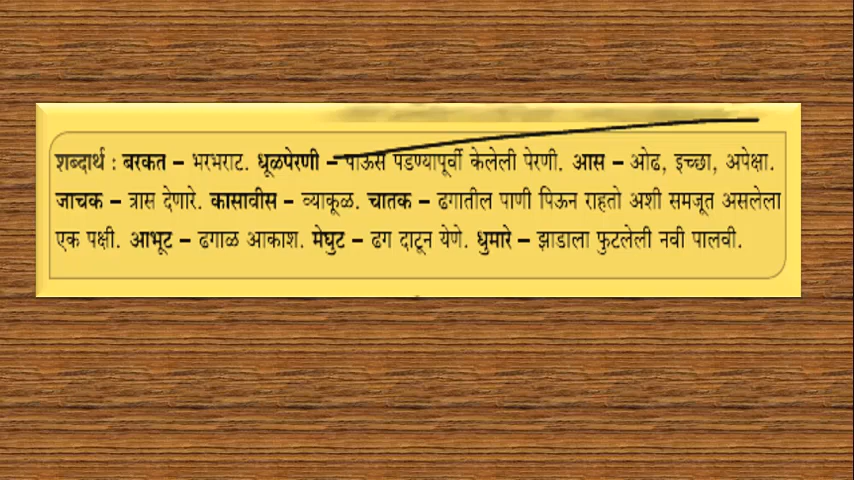 शब्दार्थ : बरकत – भरभराट. धूळपेरणी – पाऊस पडण्यापूर्वी केलेली पेरणी. आस – ओढ, इच्छा, अपेक्षा.
जाचक – त्रास देणारे. कासावीस – व्याकूळ. चातक – ढगातील पाणी पिऊन राहतो अशी समजूत असलेला
एक पक्षी. आभूट – ढगाळ आकाश. मेघुट – ढग दाटून येणे. धुमारे – झाडाला फुटलेली नवी पालवी.